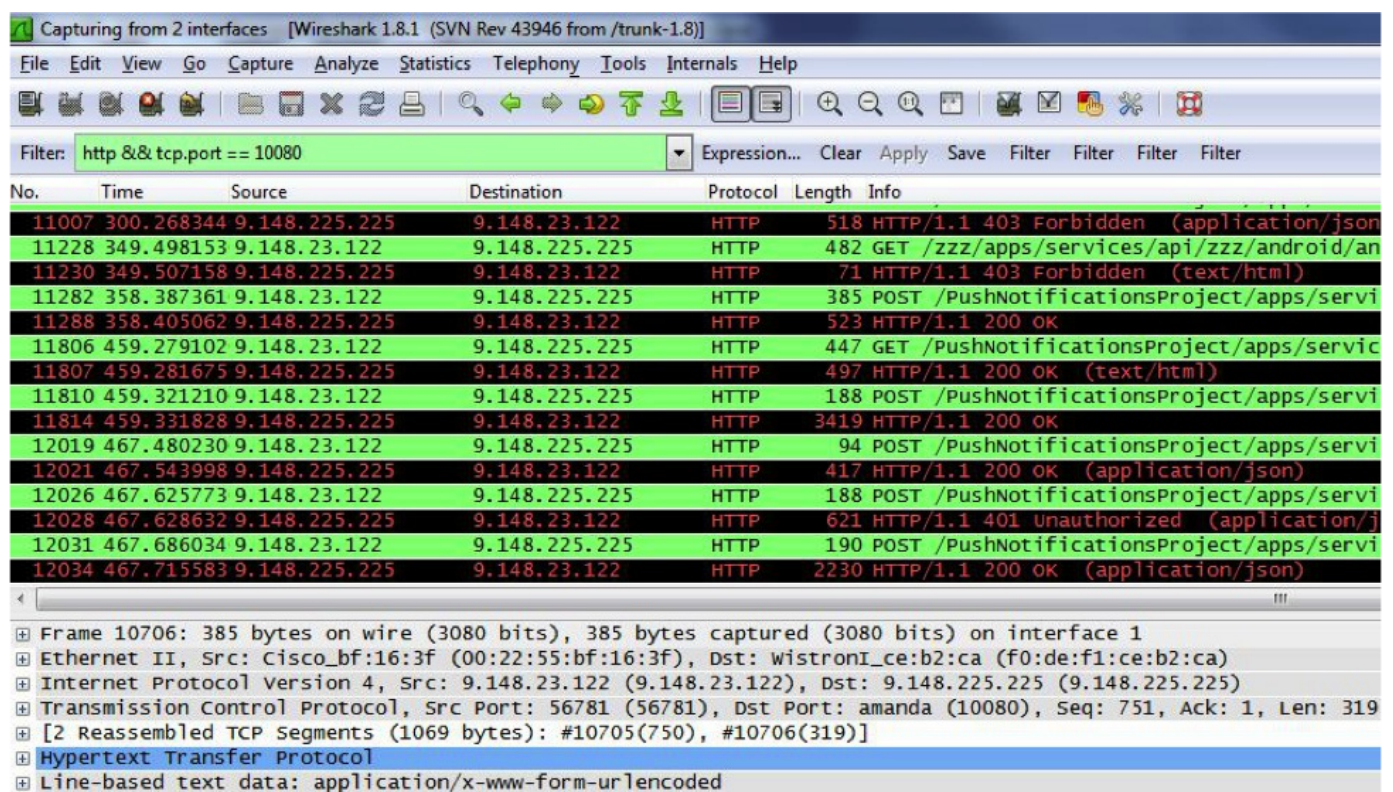 Capturing from 2 interfaces [Wireshark 1.8.1 (SVN Rev 43946 from /trunk-1.8)]
File Edit View Go Capture Analyze Statistics Telephony Tools Internals Help
Filter: http && tcp.port == 10080 Expression... Clear Apply Save Filter Filter Filter Filter
No. Time Source Destination Protocol Length Info
11007 300.268344 9.148.225.225 9.148.23.122 HTTP 518 HTTP/1.1 403 Forbidden (application/json
11228 349.498153 9.148.23.122 9.148.225.225 HTTP 482 GET /zzz/apps/services/api/zzz/android/an
11230 349.507158 9.148.225.225 9.148.23.122 HTTP 71 HTTP/1.1 403 Forbidden (text/html)
11282 358.387361 9.148.23.122 9.148.225.225 HTTP 385 POST /PushNotificationsProject/apps/servi
11288 358.405062 9.148.225.225 9.148.23.122 HTTP 523 HTTP/1.1 200 OK
11806 459.279102 9.148.23.122 9.148.225.225 HTTP 447 GET /PushNotificationsProject/apps/servic
11807 459.281675 9.148.225.225 9.148.23.122 HTTP 497 HTTP/1.1 200 OK (text/html)
11810 459.321210 9.148.23.122 9.148.225.225 HTTP 188 POST /PushNotificationsProject/apps/servi
11814 459.331828 9.148.225.225 9.148.23.122 HTTP 3419 HTTP/1.1 200 OK
12019 467.480230 9.148.23.122 9.148.225.225 HTTP 94 POST /PushNotificationsProject/apps/servi
12021 467.543998 9.148.225.225 9.148.23.122 HTTP 417 HTTP/1.1 200 OK (application/json)
12026 467.625773 9.148.23.122 9.148.225.225 HTTP 188 POST /PushNotificationsProject/apps/servi
12028 467.628632 9.148.225.225 9.148.23.122 HTTP 621 HTTP/1.1 401 Unauthorized (application/j
12031 467.686034 9.148.23.122 9.148.225.225 HTTP 190 POST /PushNotificationsProject/apps/servi
12034 467.715583 9.148.225.225 9.148.23.122 HTTP 2230 HTTP/1.1 200 OK (application/json)
Frame 10706: 385 bytes on wire (3080 bits), 385 bytes captured (3080 bits) on interface 1
Ethernet II, Src: Cisco_bf:16:3f (00:22:55:bf:16:3f), Dst: WistronI_ce:b2:ca (f0:de:f1:ce:b2:ca)
Internet Protocol Version 4, Src: 9.148.23.122 (9.148.23.122), Dst: 9.148.225.225 (9.148.225.225)
Transmission Control Protocol, Src Port: 56781 (56781), Dst Port: amanda (10080), Seq: 751, Ack: 1, Len: 319
[2 Reassembled TCP Segments (1069 bytes): #10705(750), #10706(319)]
Hypertext Transfer Protocol
Line-based text data: application/x-www-form-urlencoded